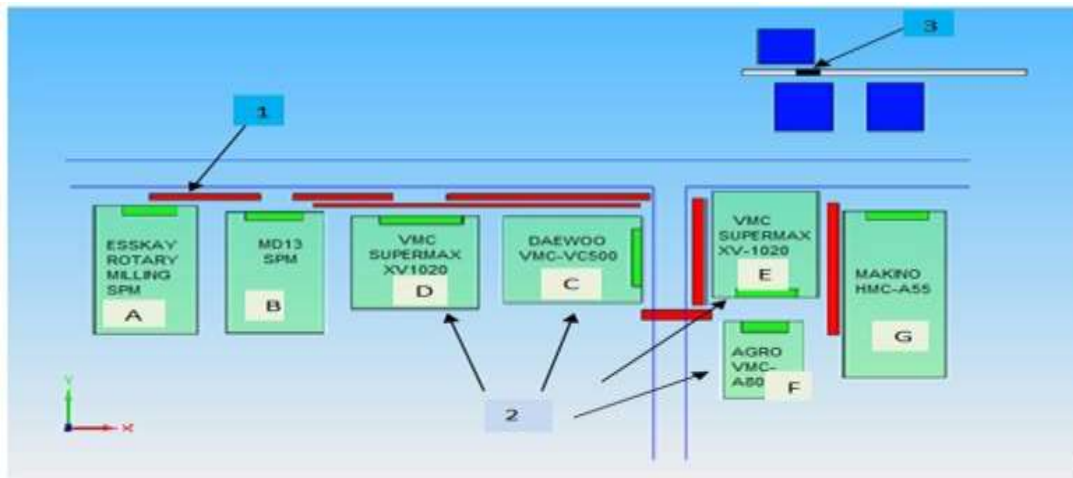 3
1
ESSKAY
ROTARY
MILLING
SPM
A
MD13
SPM
B
VMC
SUPERMAX
XV1020
D
DAEWOO
VMC-VC500
C
VMC
SUPERMAX
XV-1020
E
MAKINO
HMC-A55
G
AGRO
VMC-
A80
F
2
Y
X